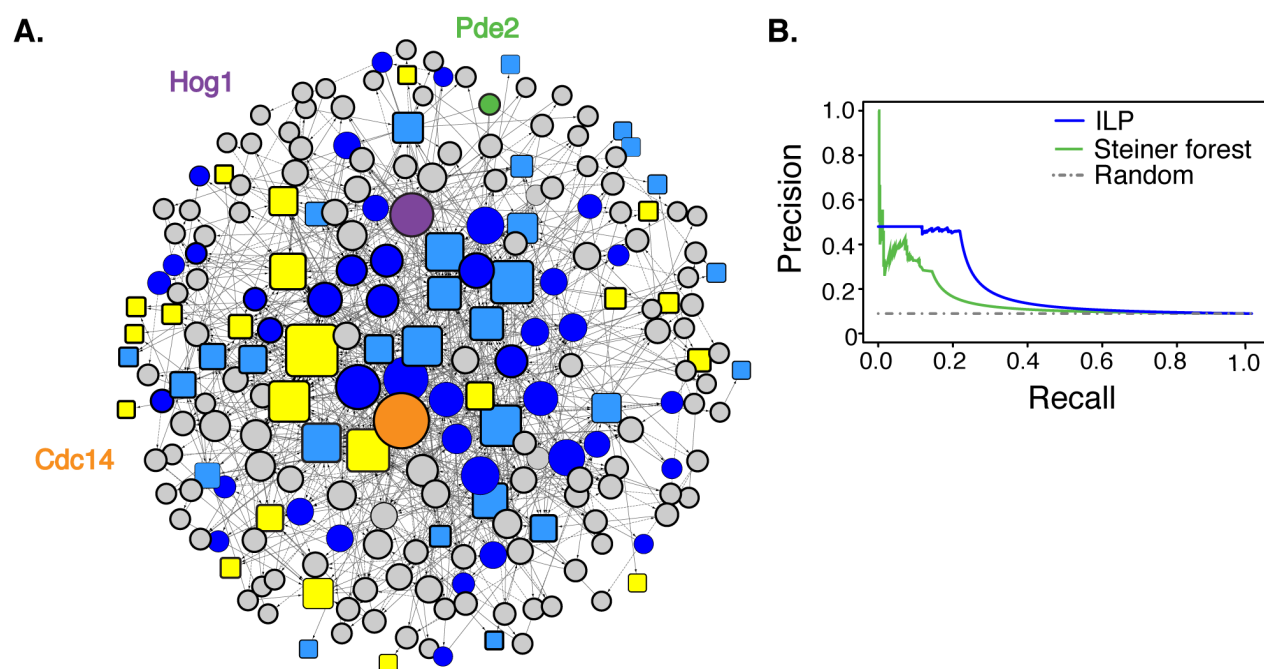 A.
Pde2
Hog1
Cdc14
B.
ILP
Steiner forest
Random
Precision
1.0
0.8
0.6
0.4
0.2
0
0.0 0.2 0.4 0.6 0.8 1.0
Recall